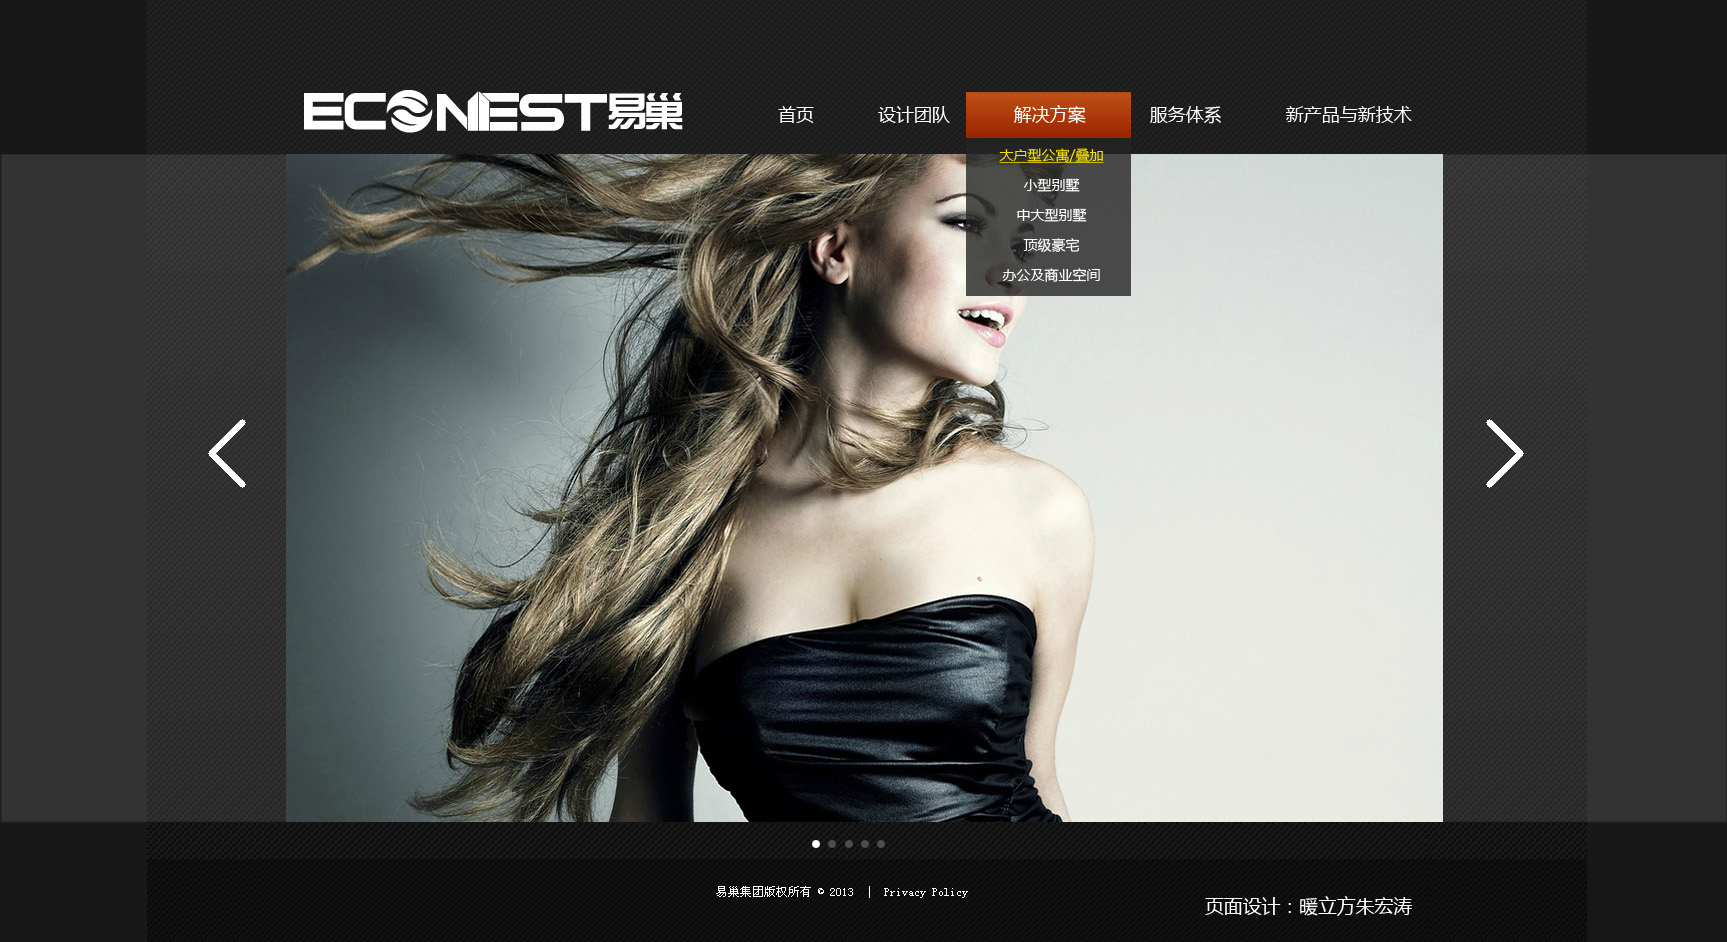 ECONEST易巢
首页 设计团队 解决方案 服务体系 新产品与新技术
大户型公寓/叠加
小型别墅
中大型别墅
顶级豪宅
办公及商业空间
易巢集团版权所有 © 2013 | Privacy Policy
页面设计：暖立方朱宏涛